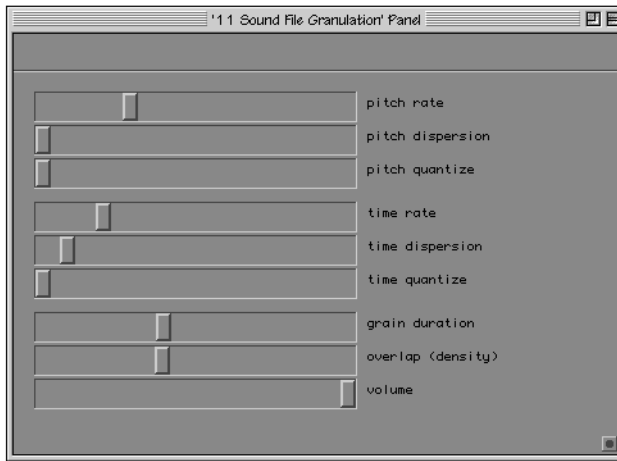 '11 Sound File Granulation' Panel
pitch rate
pitch dispersion
pitch quantize
time rate
time dispersion
time quantize
grain duration
overlap (density)
volume